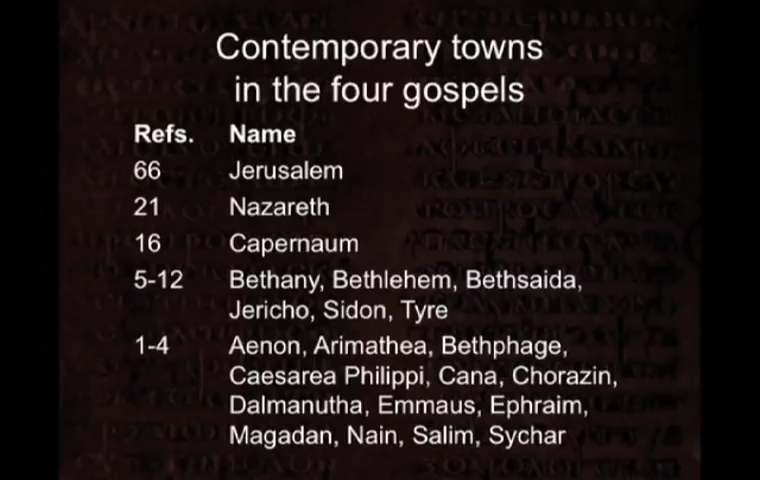 Contemporary towns
in the four gospels
Refs. Name
66 Jerusalem
21 Nazareth
16 Capernaum
5-12 Bethany, Bethlehem, Bethsaida,
Jericho, Sidon, Tyre
1-4 Aenon, Arimathea, Bethphage,
Caesarea Philippi, Cana, Chorazin,
Dalmanutha, Emmaus, Ephraim,
Magadan, Nain, Salim, Sychar